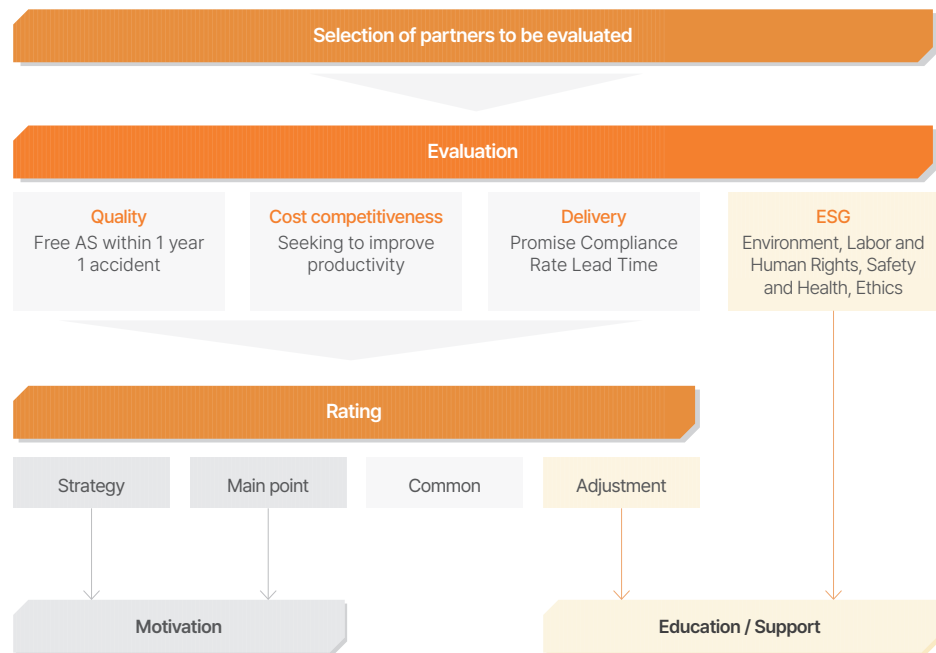 Selection of partners to be evaluated
Evaluation
Quality
Free AS within 1 year
1 accident
Cost competitiveness
Seeking to improve
productivity
Delivery
Promise Compliance
Rate Lead Time
ESG
Environment, Labor and
Human Rights, Safety
and Health, Ethics
Rating
Strategy
Main point
Common
Adjustment
Motivation
Education / Support